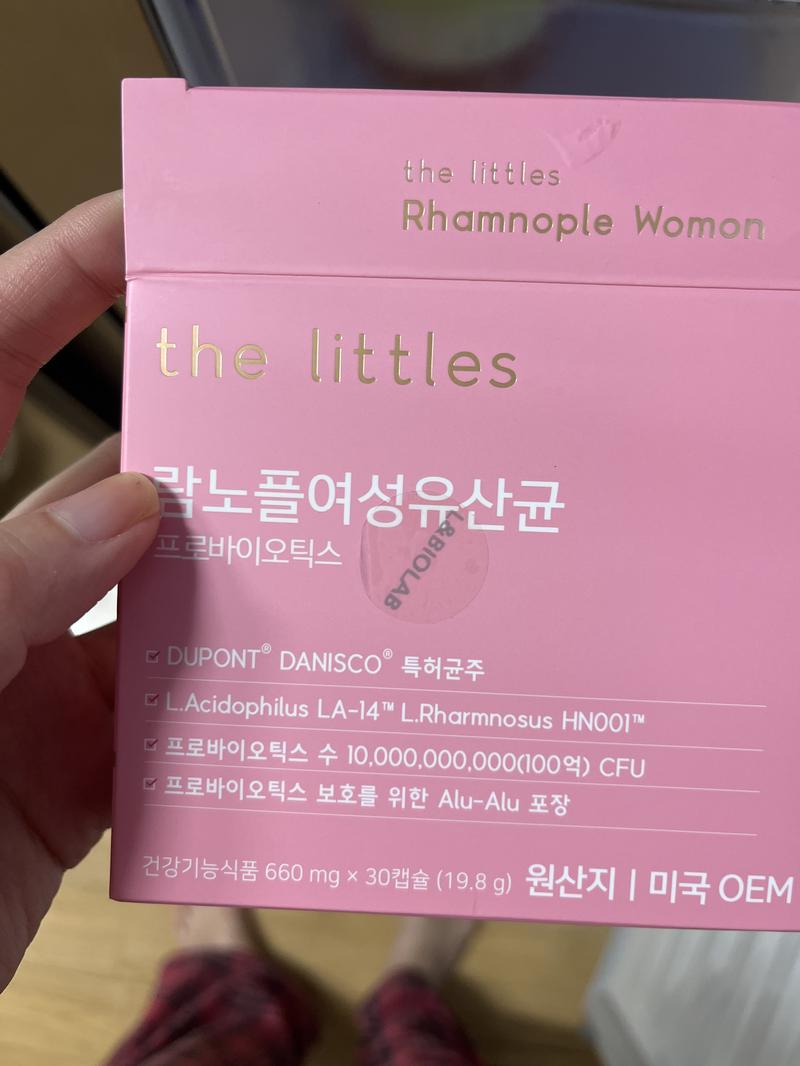 the littles
Rhamnople Womon
the littles
람노플여성유산균
프로바이오틱스
L&BIOLAB
DUPONT® DANISCO® 특허균주
L.Acidophilus LA-14™ L.Rharmnosus HN001™
프로바이오틱스 수 10,000,000,000(100억) CFU
프로바이오틱스 보호를 위한 Alu-Alu 포장
건강기능식품 660 mg × 30캡슐 (19.8 g) 원산지 | 미국 OEM